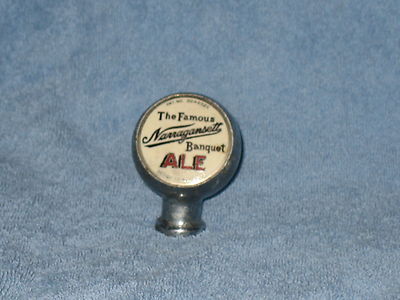 The Famous
Narragansett
Banquet
ALE